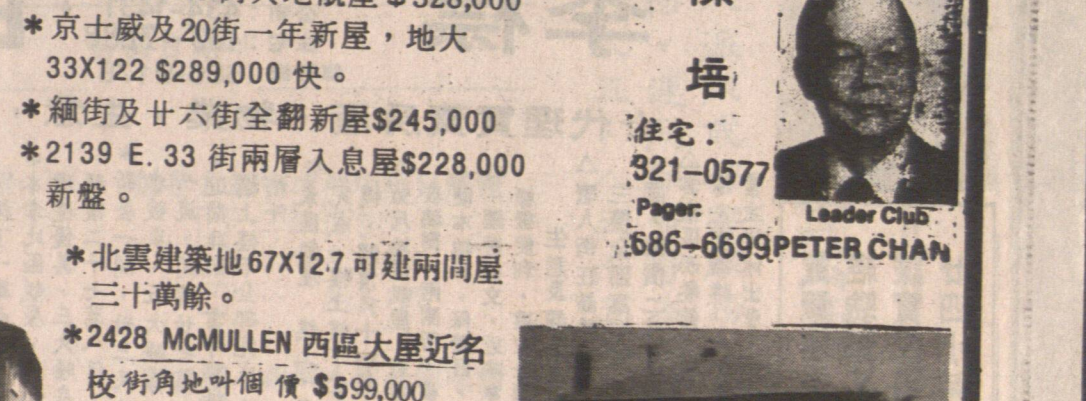 $328,000
*京士威及20街一年新屋，地大
33X122 $289,000 快。
*緬街及廿六街全翻新屋$245,000
*2139 E. 33 街兩層入息屋$228,000
新盤。
*北雲建築地67X12.7可建兩間屋
三十萬餘。
*2428 McMULLEN 西區大屋近名
校街角地叫個價 $599,000
培
住宅：
321-0577
Pager:
686-6699
Leader Club
PETER CHAN